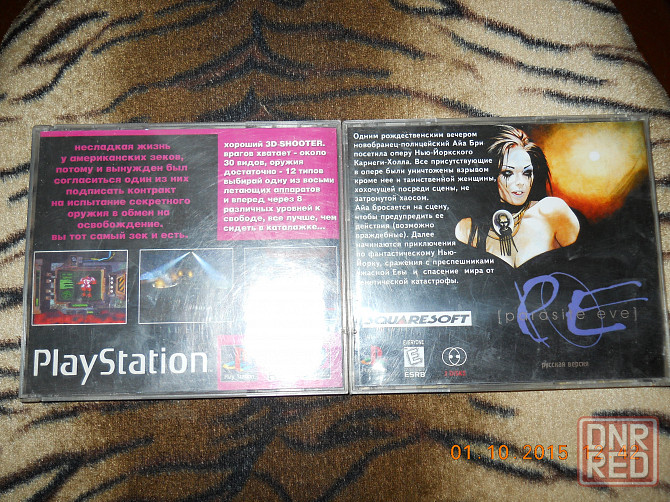 несладкая жизнь
у американских зеков,
потому и вынужден был
согласиться один из них
подписать контракт
на испытание секретного
оружия в обмен на
освобождение.
вы тот самый зек и есть.
хороший 3D-SHOOTER.
врагов хватает - около
30 видов, оружия
достаточно - 12 типов
выбирай одну из восьми
летающих аппаратов
и вперед через 8
различных уровней к
свободе, все лучше, чем
сидеть в каталажке...
PlayStation
Одним рождественским вечером
новобранец-полицейский Айа Бри
посетила оперу Нью-Йоркского
Карнеги-Холла. Все присутствующие
в опере были уничтожены взрывом
кроме нее и таинственной женщины,
хохочущей посреди сцены, не
затронутой хаосом.
Айа бросается на сцену,
чтобы предупредить ее
действия (возможно
враждебные). Далее
начинаются приключения
по фантастическому Нью-
Йорку, сражения с преспешниками
ужасной Евы и спасение мира от
генетической катастрофы.
SQUARESOFT
PE
[parasite eve]
EVERYONE
E
ESRB
русская версия
01 10 2015
DNR
RED